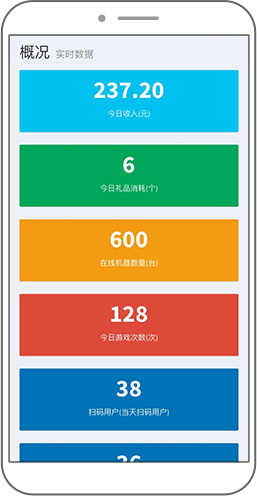 概况 实时数据
237.20
今日收入(元)
6
今日礼品消耗(个)
600
在线机器数量(台)
128
今日游戏次数(次)
38
扫码用户(当天扫码用户)